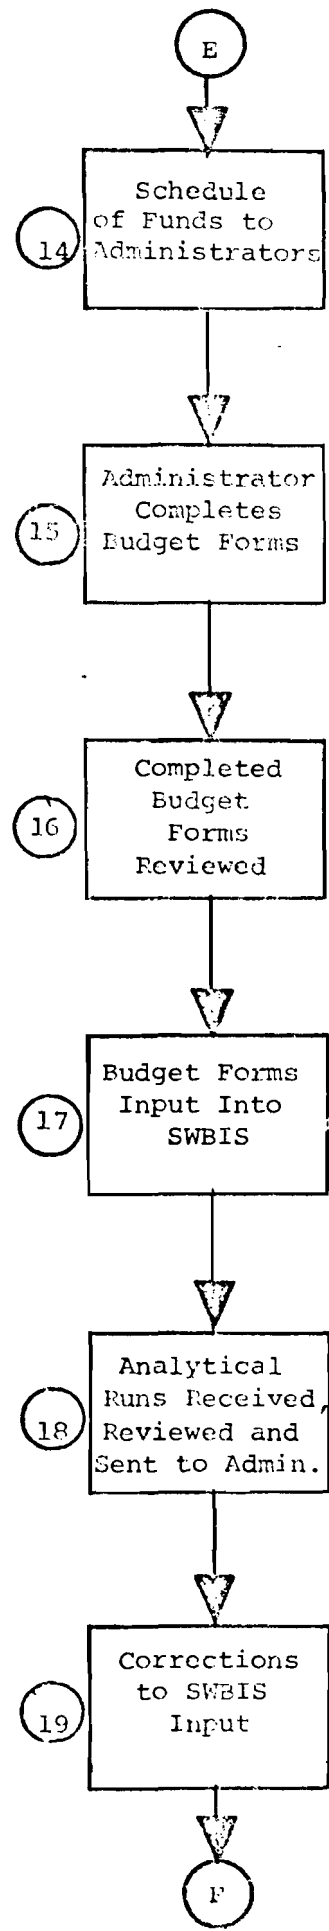 E
Schedule
of Funds to
14 Administrators
Administrator
Completes
15 Budget Forms
Completed
Budget
16 Forms
Reviewed
Budget Forms
17 Input Into
SWBIS
Analytical
Runs Received,
18 Reviewed and
Sent to Admin.
Corrections
to SWBIS
19 Input
F